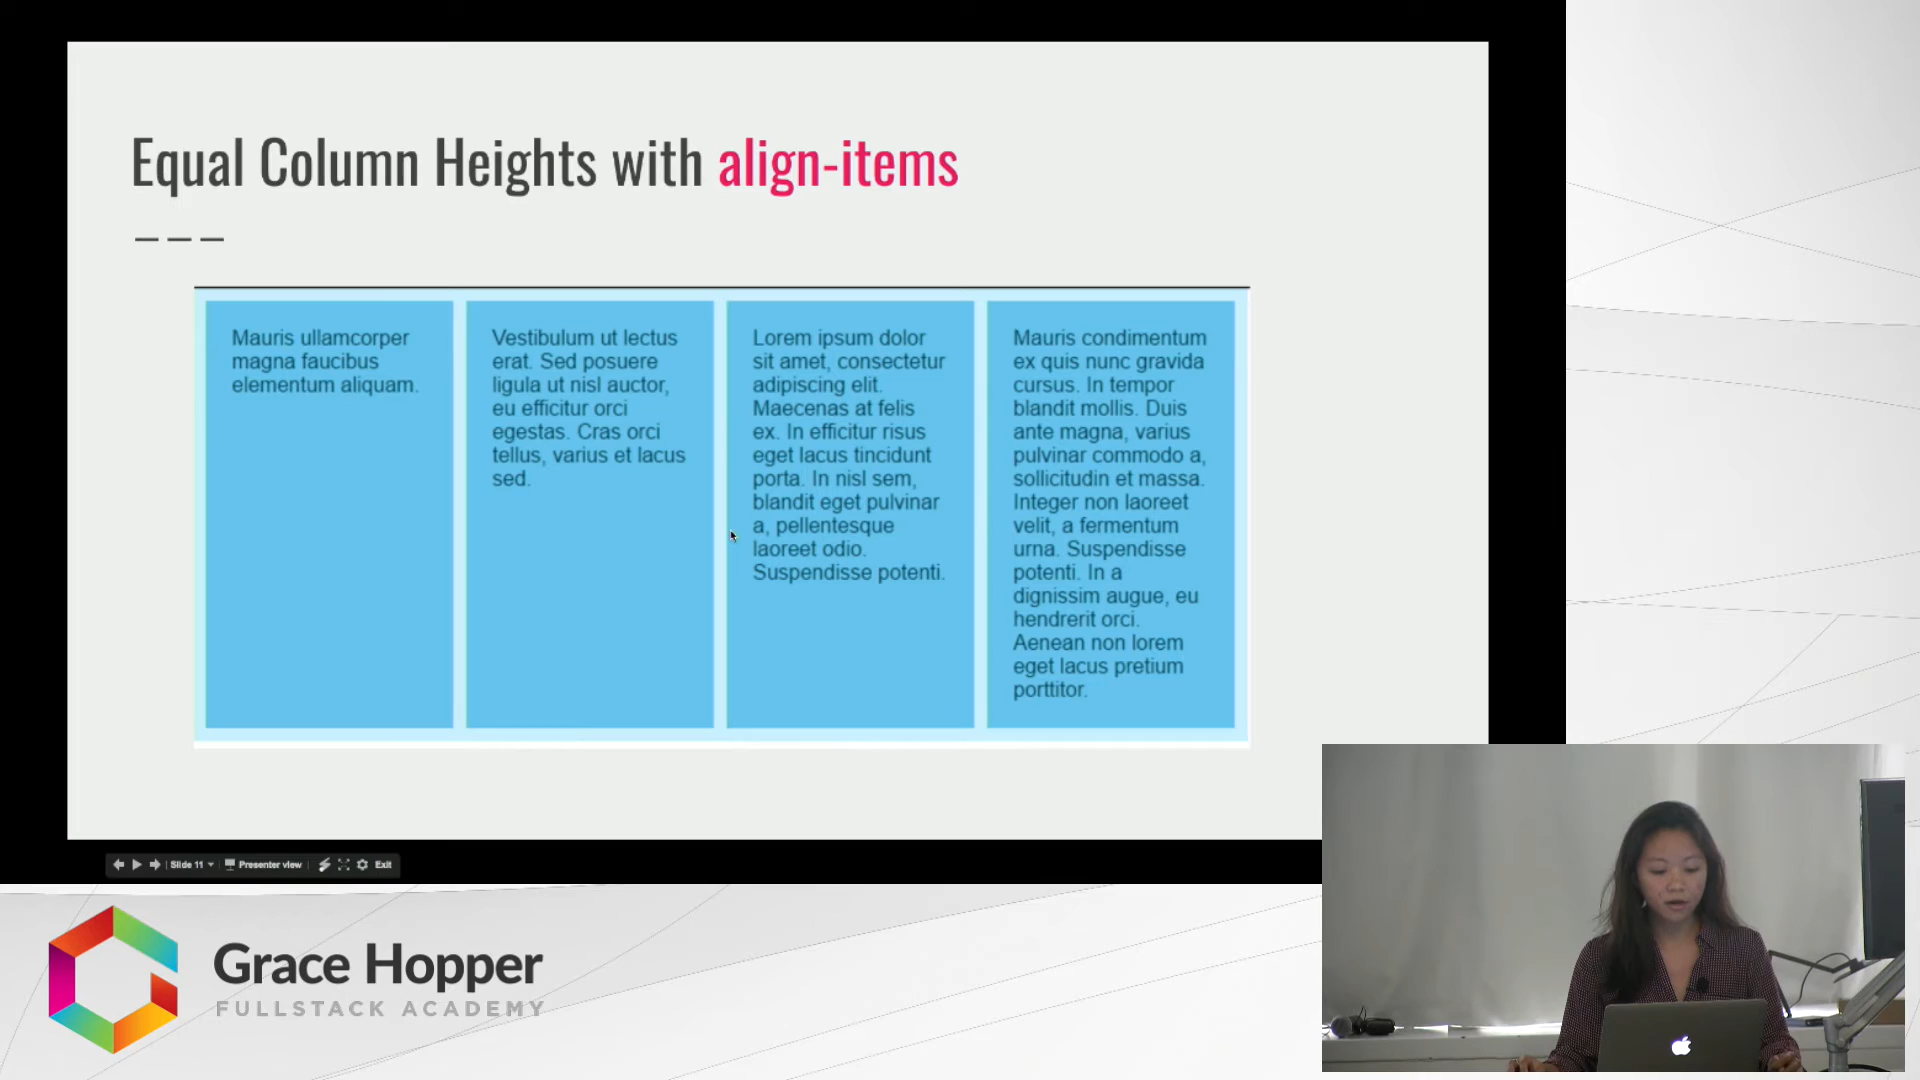 Equal Column Heights with align-items
Mauris ullamcorper
magna faucibus
elementum aliquam.
Vestibulum ut lectus
erat. Sed posuere
ligula ut nisl auctor,
eu efficitur orci
egestas. Cras orci
tellus, varius et lacus
sed.
Lorem ipsum dolor
sit amet, consectetur
adipiscing elit.
Maecenas at felis
ex. In efficitur risus
eget lacus tincidunt
porta. In nisl sem,
blandit eget pulvinar
a, pellentesque
laoreet odio.
Suspendisse potenti.
Mauris condimentum
ex quis nunc gravida
cursus. In tempor
blandit mollis. Duis
ante magna, varius
pulvinar commodo a,
sollicitudin et massa.
Integer non laoreet
velit, a fermentum
urna. Suspendisse
potenti. In a
dignissim augue, eu
hendrerit orci.
Aenean non lorem
eget lacus pretium
porttitor.
Slide 11 Presenter view Exit
Grace Hopper
FULLSTACK ACADEMY